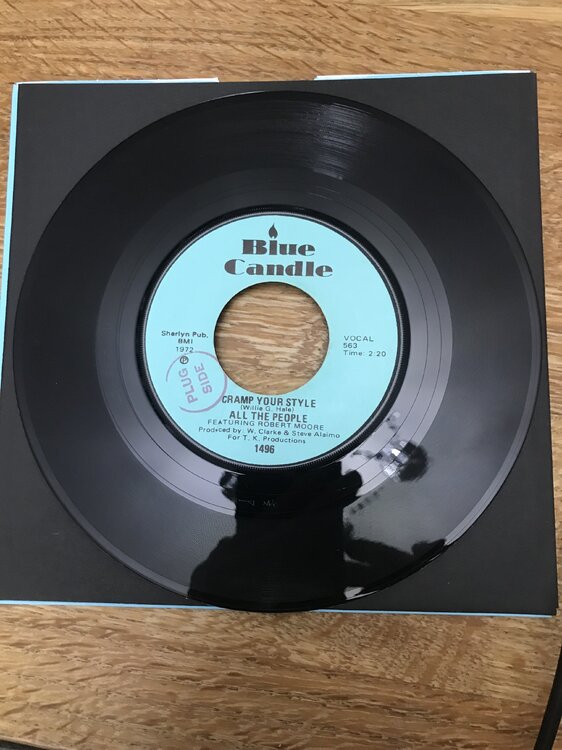 Blue
Candle
Sharlyn Pub.
BMI
1972 ℗
VOCAL
563
Time: 2:20
PLUG
SIDE
CRAMP YOUR STYLE
(Willie G. Hale)
ALL THE PEOPLE
FEATURING ROBERT MOORE
Produced by: W. Clarke & Steve Alaimo
For T. K. Productions
1496